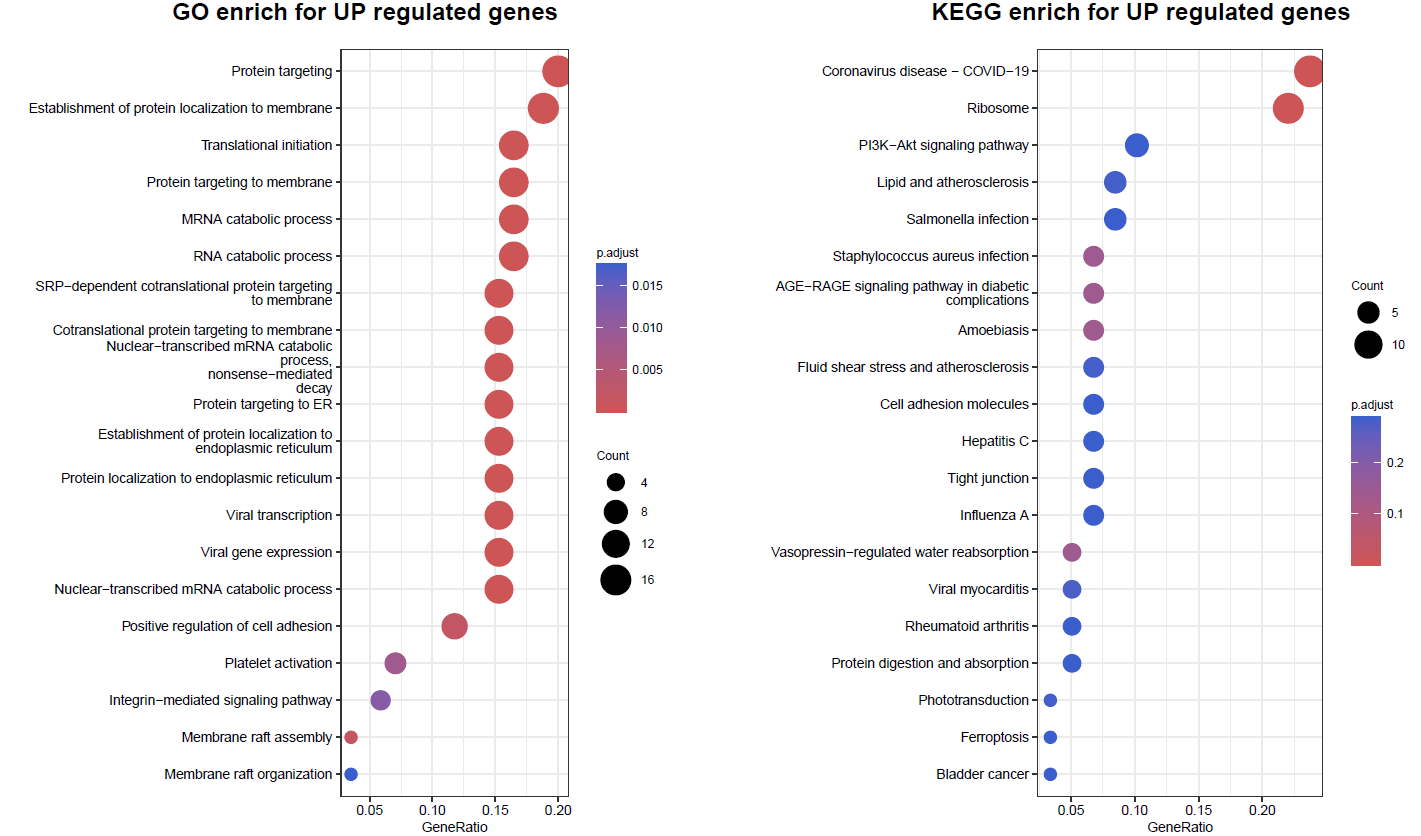 GO enrich for UP regulated genes
Protein targeting
Establishment of protein localization to membrane
Translational initiation
Protein targeting to membrane
MRNA catabolic process
RNA catabolic process
SRP−dependent cotranslational protein targeting
to membrane
Cotranslational protein targeting to membrane
Nuclear−transcribed mRNA catabolic
process,
nonsense−mediated
decay
Protein targeting to ER
Establishment of protein localization to
endoplasmic reticulum
Protein localization to endoplasmic reticulum
Viral transcription
Viral gene expression
Nuclear−transcribed mRNA catabolic process
Positive regulation of cell adhesion
Platelet activation
Integrin−mediated signaling pathway
Membrane raft assembly
Membrane raft organization
0.05 0.10 0.15 0.20
GeneRatio
p.adjust
0.015
0.010
0.005
Count
4
8
12
16
KEGG enrich for UP regulated genes
Coronavirus disease − COVID−19
Ribosome
PI3K−Akt signaling pathway
Lipid and atherosclerosis
Salmonella infection
Staphylococcus aureus infection
AGE−RAGE signaling pathway in diabetic
complications
Amoebiasis
Fluid shear stress and atherosclerosis
Cell adhesion molecules
Hepatitis C
Tight junction
Influenza A
Vasopressin−regulated water reabsorption
Viral myocarditis
Rheumatoid arthritis
Protein digestion and absorption
Phototransduction
Ferroptosis
Bladder cancer
0.05 0.10 0.15 0.20
GeneRatio
Count
5
10
p.adjust
0.2
0.1